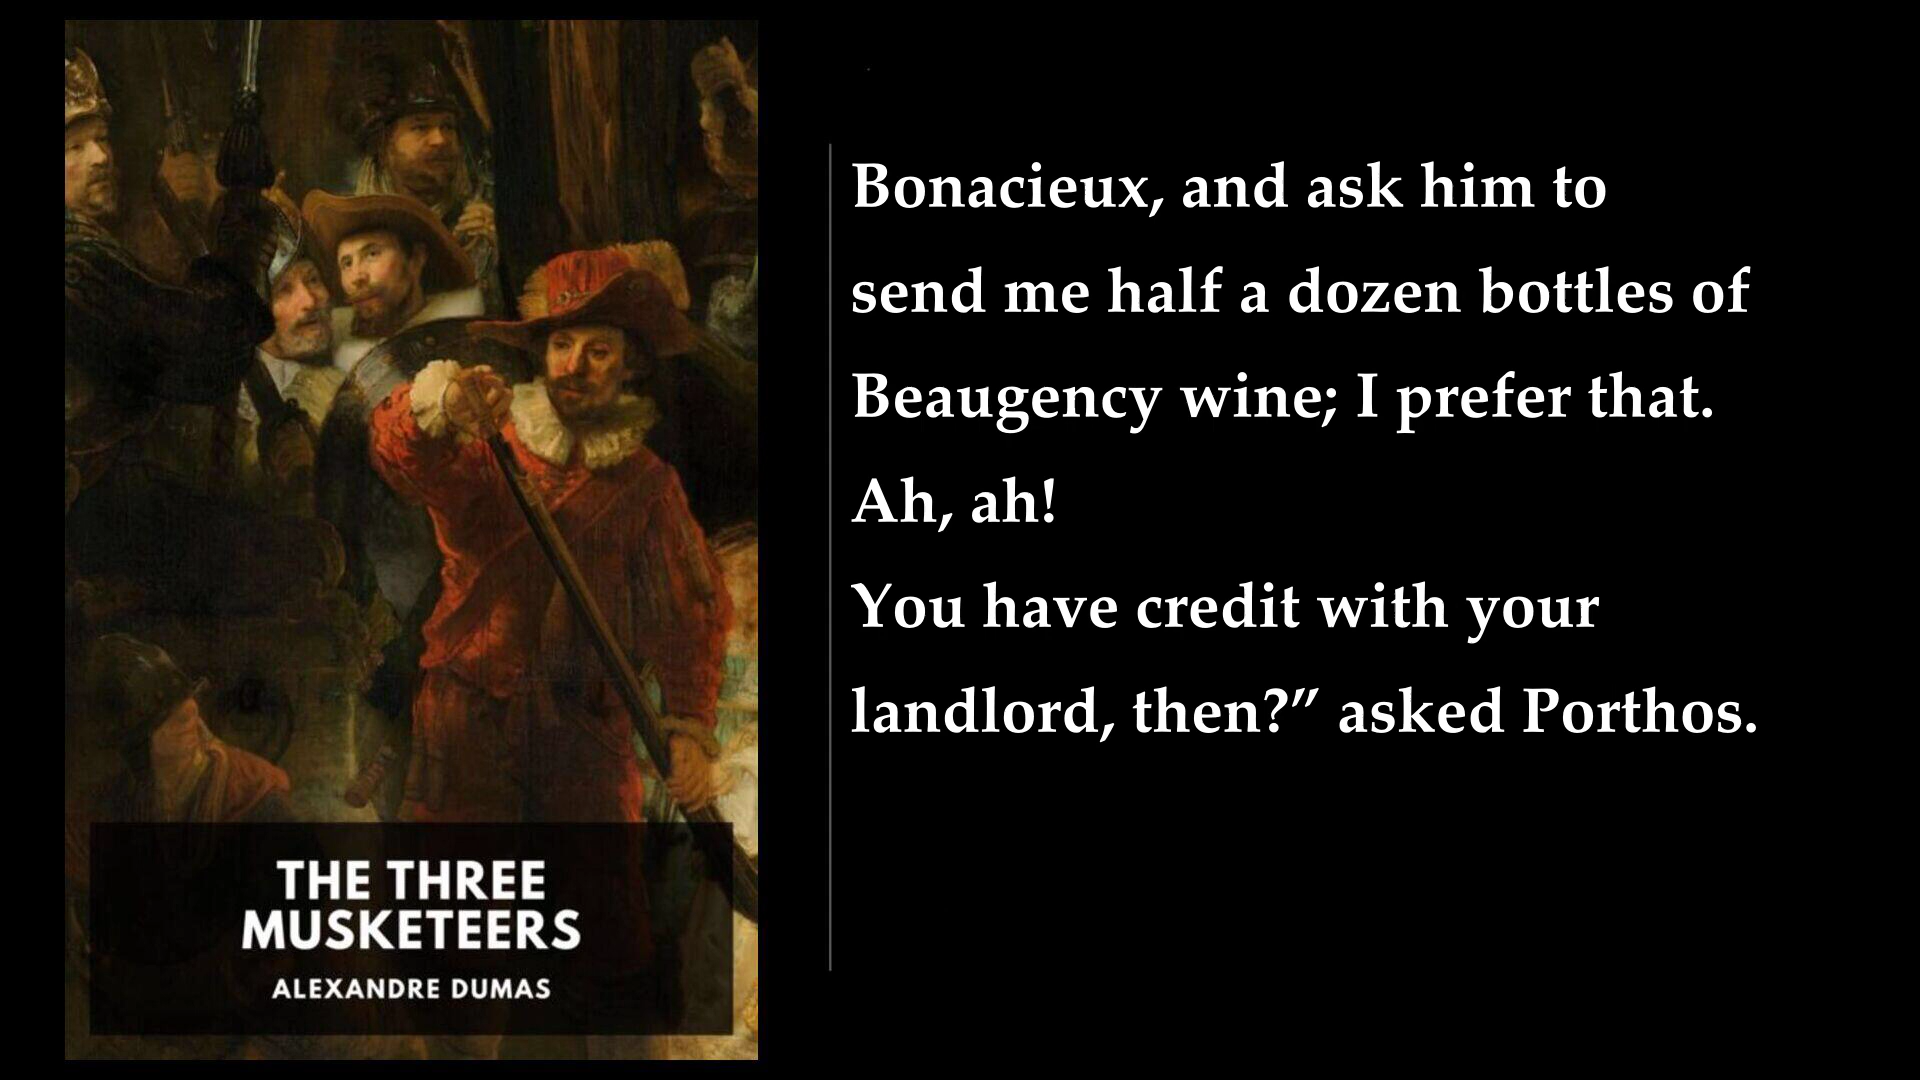 THE THREE
MUSKETEERS
ALEXANDRE DUMAS
Bonacieux, and ask him to
send me half a dozen bottles of
Beaugency wine; I prefer that.
Ah, ah!
You have credit with your
landlord, then?” asked Porthos.